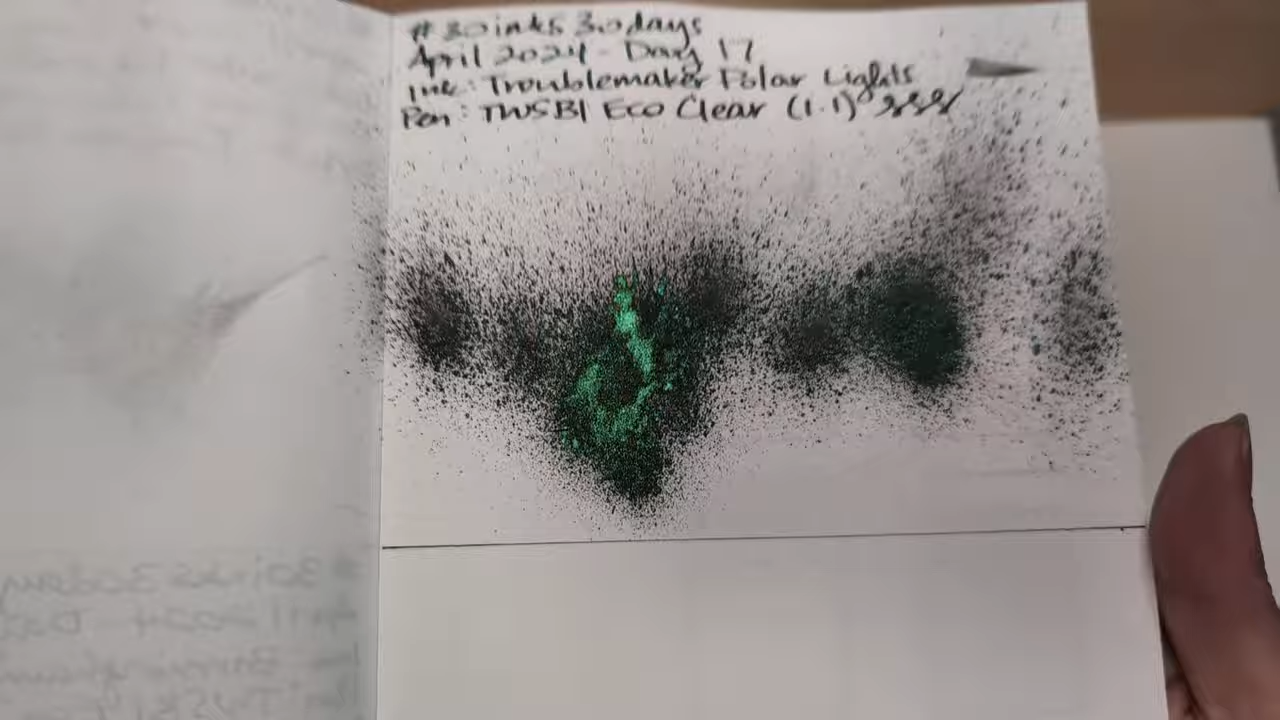 #30inks30days
April 2024 - Day 17
Ink: Troublemaker Polar Lights
Pen: TWSBI Eco Clear (1.1)